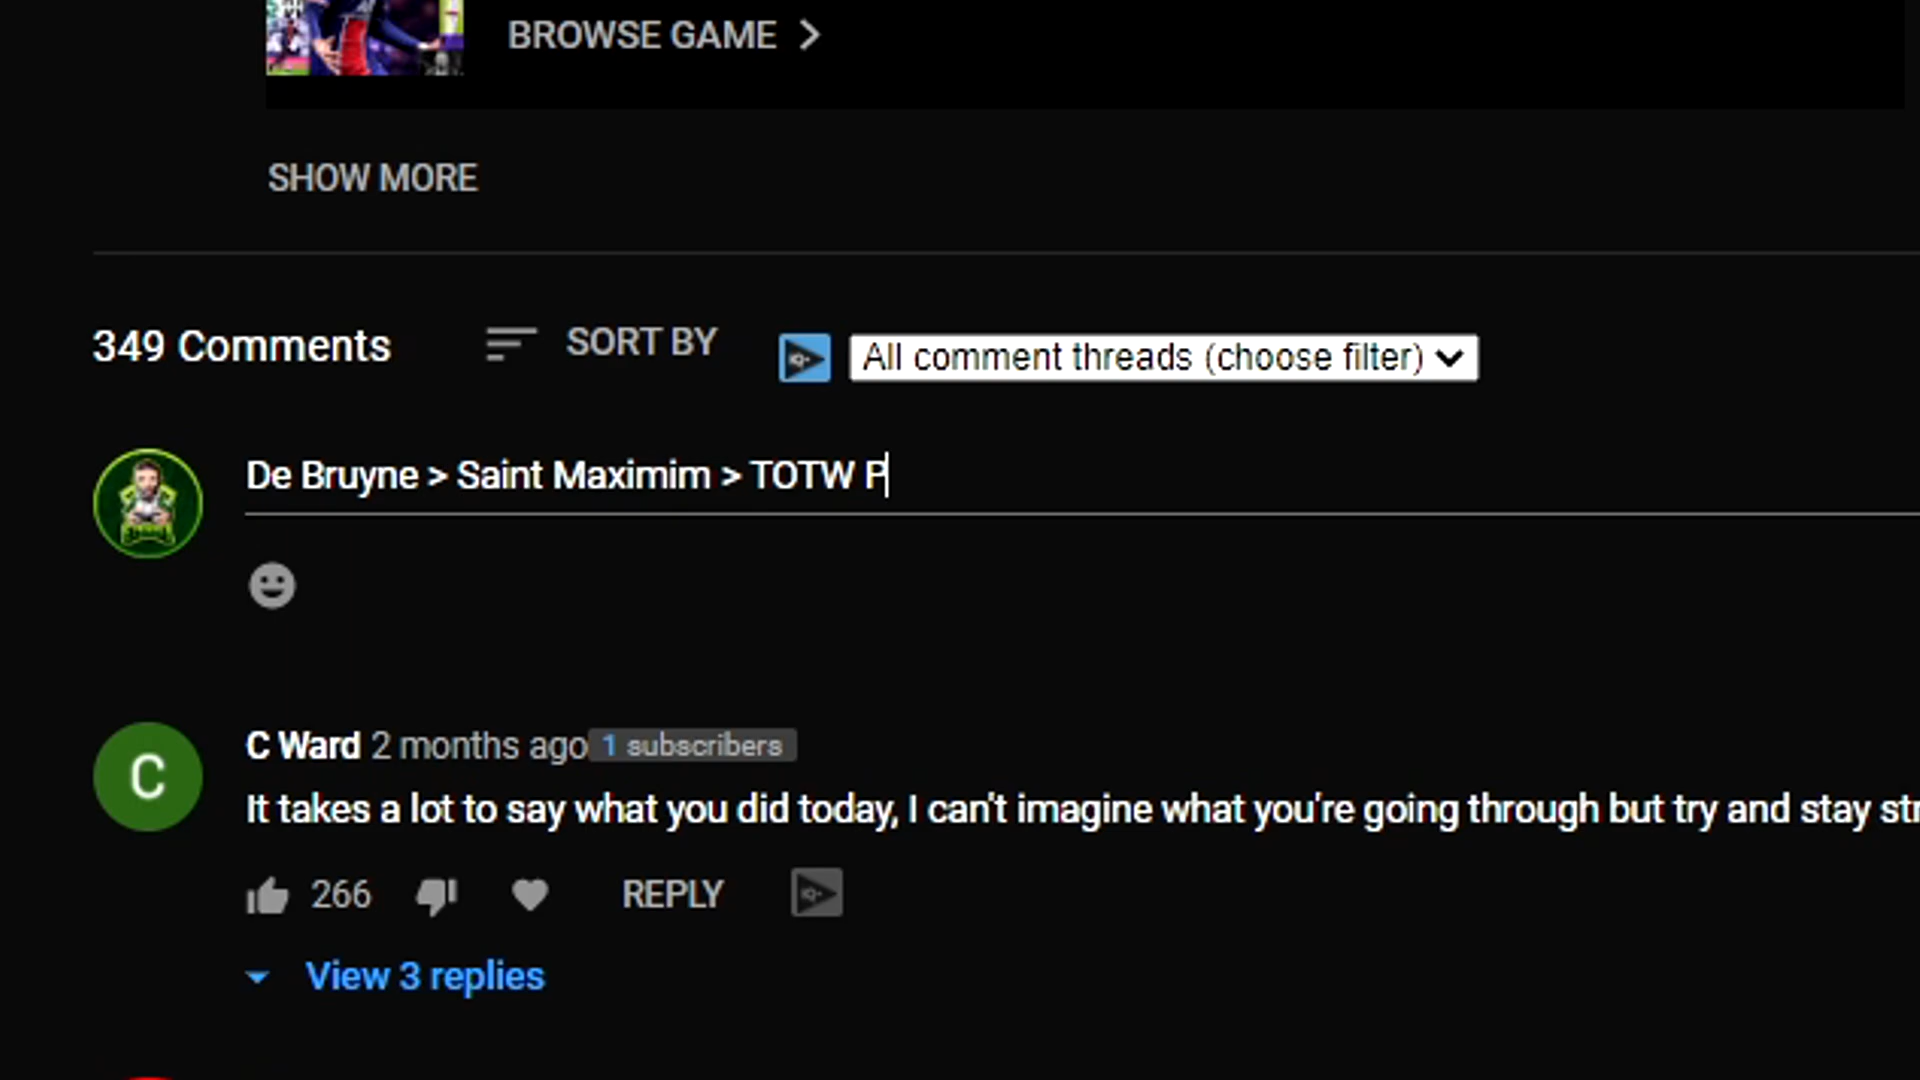 BROWSE GAME
SHOW MORE
349 Comments SORT BY All comment threads (choose filter)
De Bruyne > Saint Maximim > TOTW P
C
C Ward 2 months ago 1 subscribers
It takes a lot to say what you did today, I can't imagine what you're going through but try and stay str
266 REPLY
View 3 replies